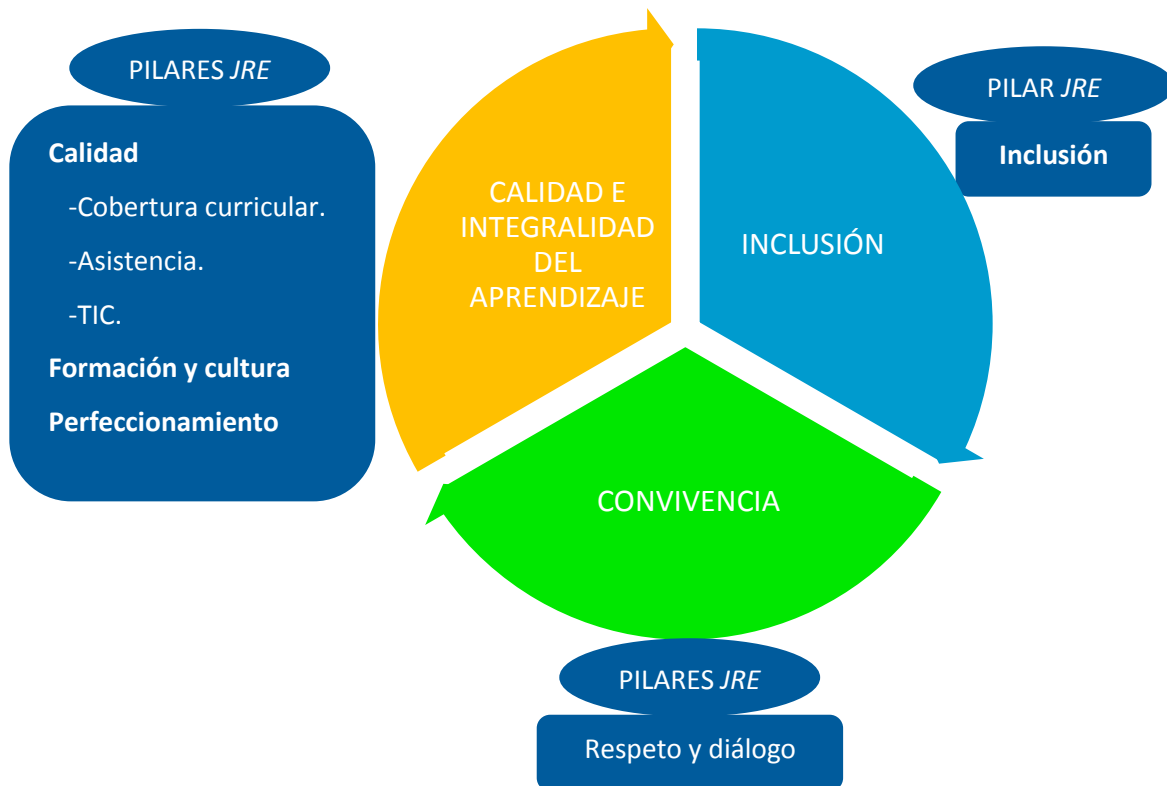 PILARES JRE
Calidad
-Cobertura curricular.
-Asistencia.
-TIC.
Formación y cultura
Perfeccionamiento
CALIDAD E
INTEGRALIDAD
DEL
APRENDIZAJE
INCLUSIÓN
PILAR JRE
Inclusión
CONVIVENCIA
PILARES JRE
Respeto y diálogo